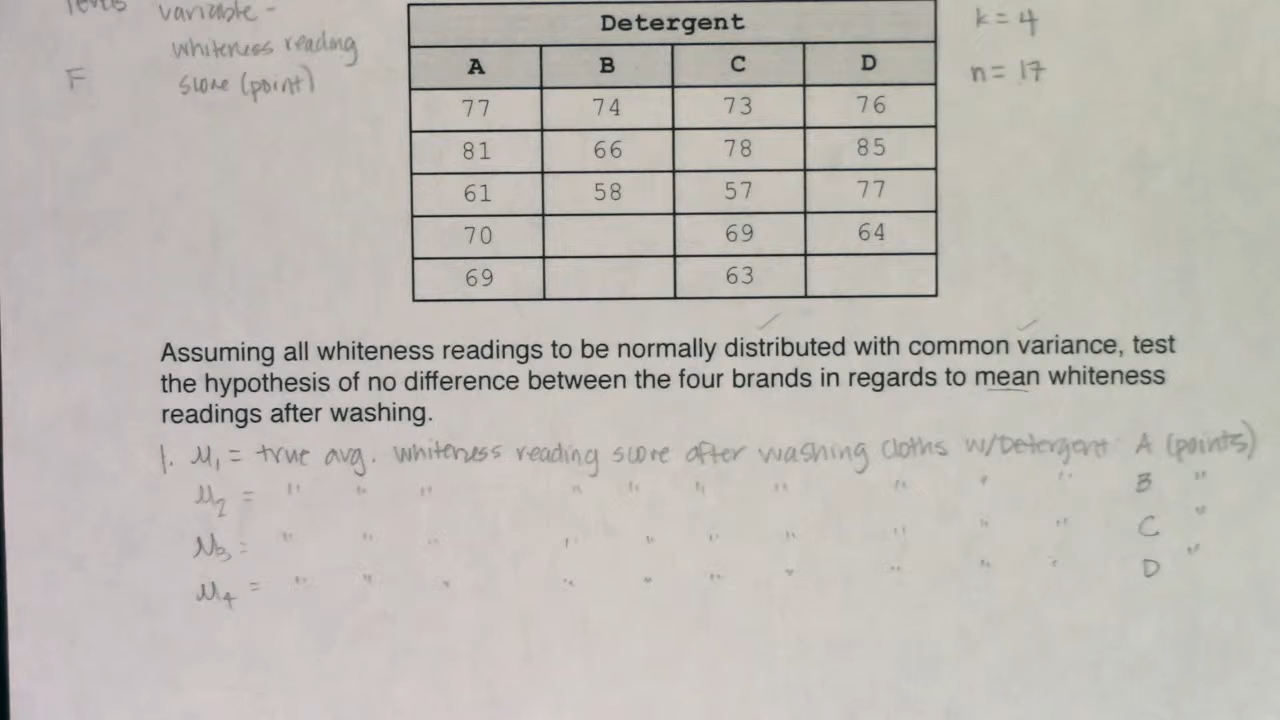 levels variable -
whiteness reading
F score (point)
Detergent
A B C D
77 74 73 76
81 66 78 85
61 58 57 77
70 69 64
69 63
k = 4
n = 17
Assuming all whiteness readings to be normally distributed with common variance, test
the hypothesis of no difference between the four brands in regards to mean whiteness
readings after washing.
1. μ₁ = true avg. whiteness reading score after washing cloths w/Detergent A (points)
μ₂ = " " " " " " " " " " B "
μ₃ = " " " " " " " " " " C "
μ₄ = " " " " " " " " " " D "